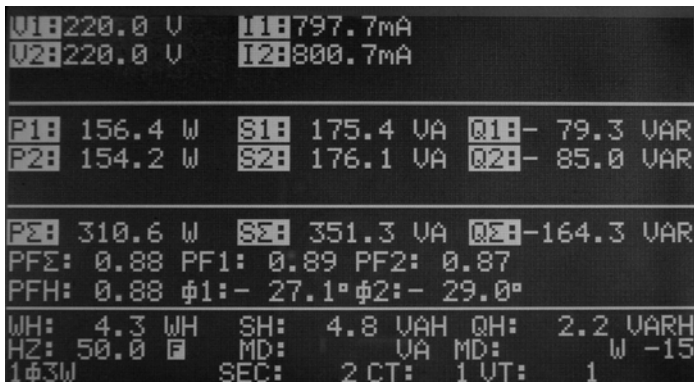 V1:220.0 V I1:797.7mA
V2:220.0 V I2:800.7mA
P1: 156.4 W S1: 175.4 VA Q1:- 79.3 VAR
P2: 154.2 W S2: 176.1 VA Q2:- 85.0 VAR
PΣ: 310.6 W SΣ: 351.3 VA QΣ:-164.3 VAR
PFΣ: 0.88 PF1: 0.89 PF2: 0.87
PFH: 0.88 ϕ1:- 27.1° ϕ2:- 29.0°
WH: 4.3 WH SH: 4.8 VAH QH: 2.2 VARH
HZ: 50.0 F MD: VA MD: W -15
1ϕ3W SEC: 2 CT: 1 VT: 1